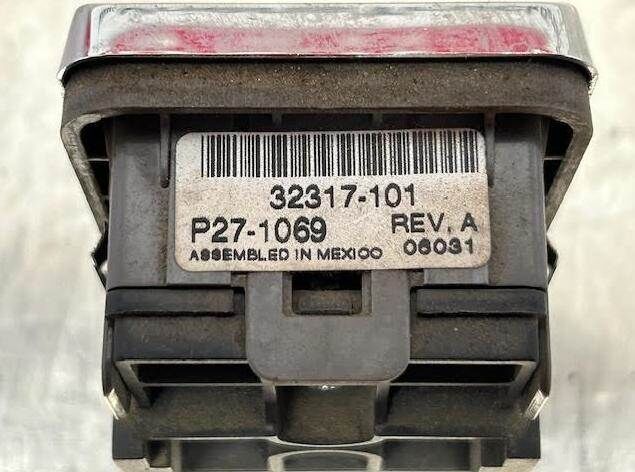 32317-101
P27-1069 REV. A
ASSEMBLED IN MEXICO 06031